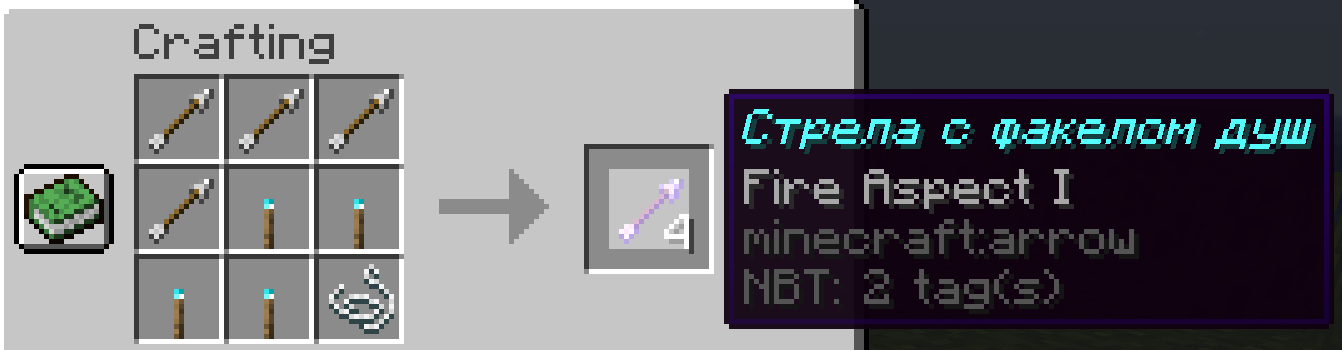 Crafting
4
Стрела с факелом душ
Fire Aspect I
minecraft:arrow
NBT: 2 tag(s)